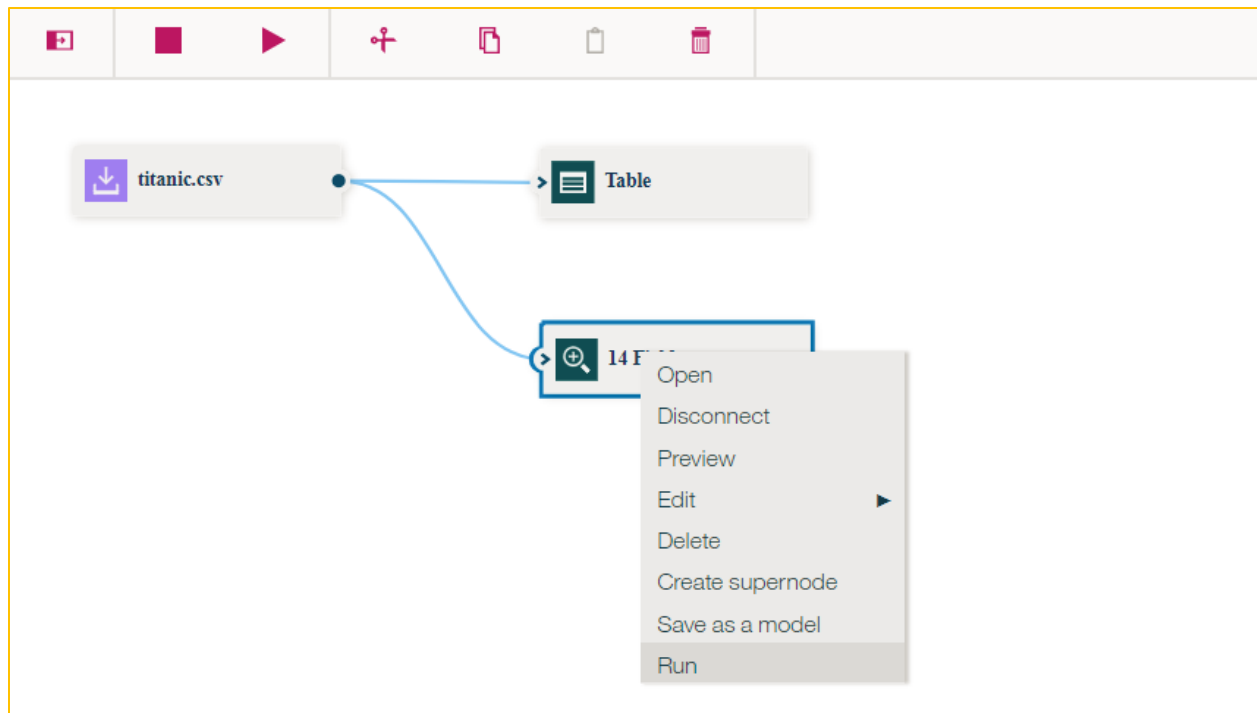 titanic.csv
Table
14
Open
Disconnect
Preview
Edit
Delete
Create supernode
Save as a model
Run